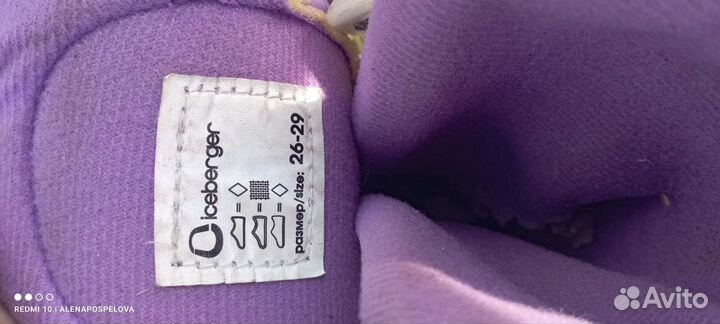 iceberger
размер/size: 26-29
REDMI 10 | ALENAPOSPELOVA
Avito